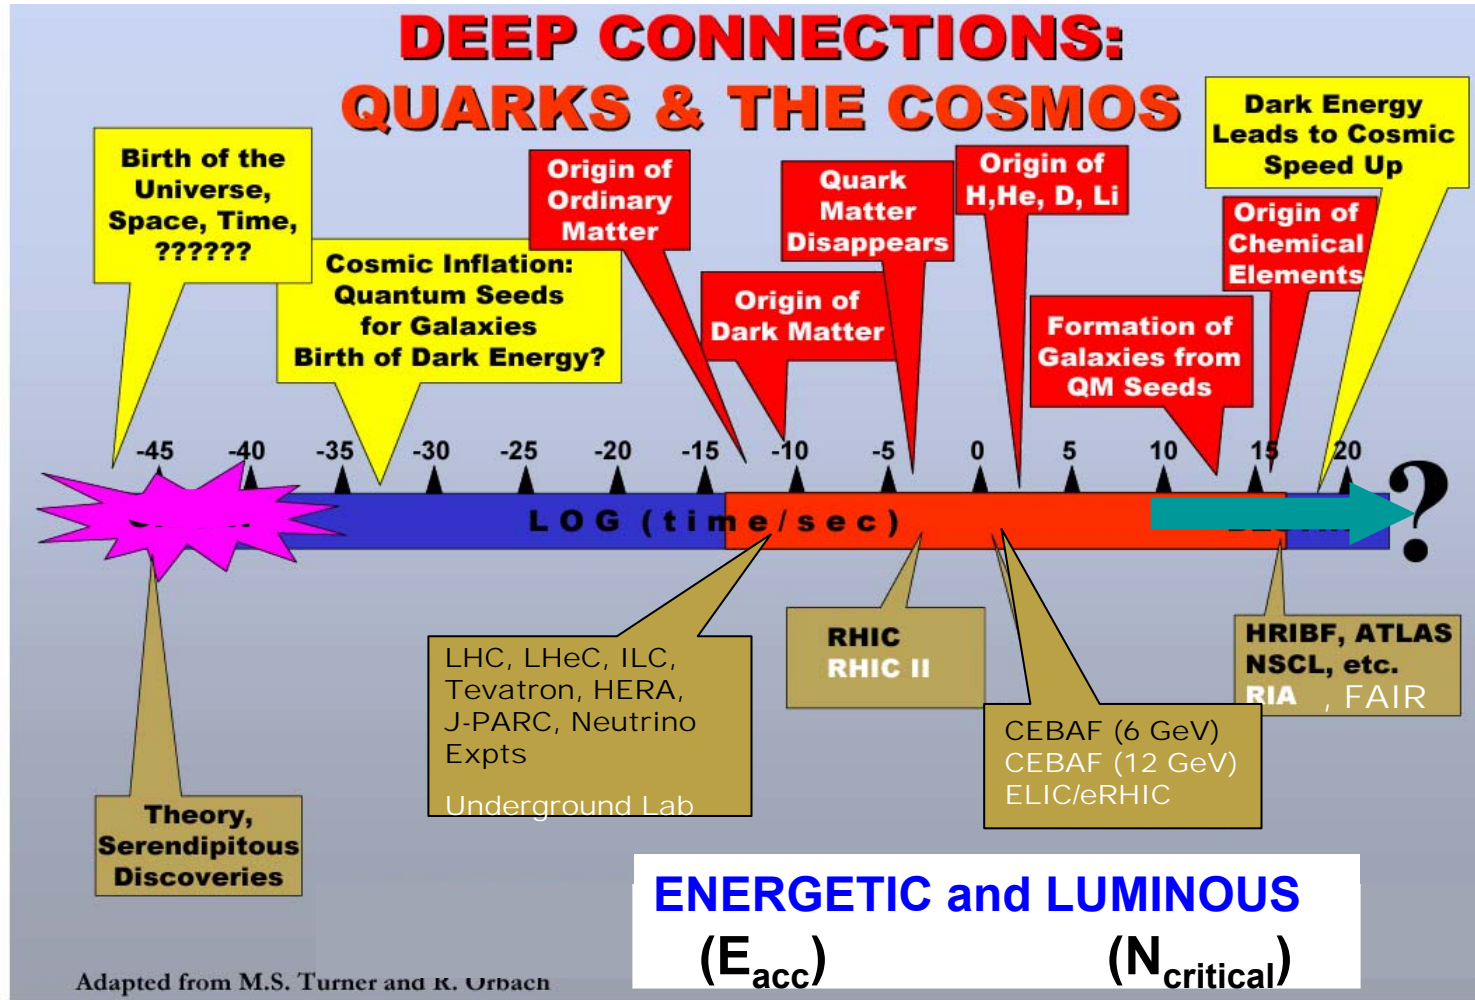 DEEP CONNECTIONS:
QUARKS & THE COSMOS
Birth of the
Universe,
Space, Time,
??????
Cosmic Inflation:
Quantum Seeds
for Galaxies
Birth of Dark Energy?
Origin of
Ordinary
Matter
Origin of
Dark Matter
Quark
Matter
Disappears
Origin of
H,He, D, Li
Formation of
Galaxies from
QM Seeds
Origin of
Chemical
Elements
Dark Energy
Leads to Cosmic
Speed Up
-45 -40 -35 -30 -25 -20 -15 -10 -5 0 5 10 15 20
LOG (time/sec)
?
Theory,
Serendipitous
Discoveries
LHC, LHeC, ILC,
Tevatron, HERA,
J-PARC, Neutrino
Expts
Underground Lab
RHIC
RHIC II
CEBAF (6 GeV)
CEBAF (12 GeV)
ELIC/eRHIC
HRIBF, ATLAS
NSCL, etc.
RIA , FAIR
ENERGETIC and LUMINOUS
(Eacc) (Ncritical)
Adapted from M.S. Turner and R. Orbach